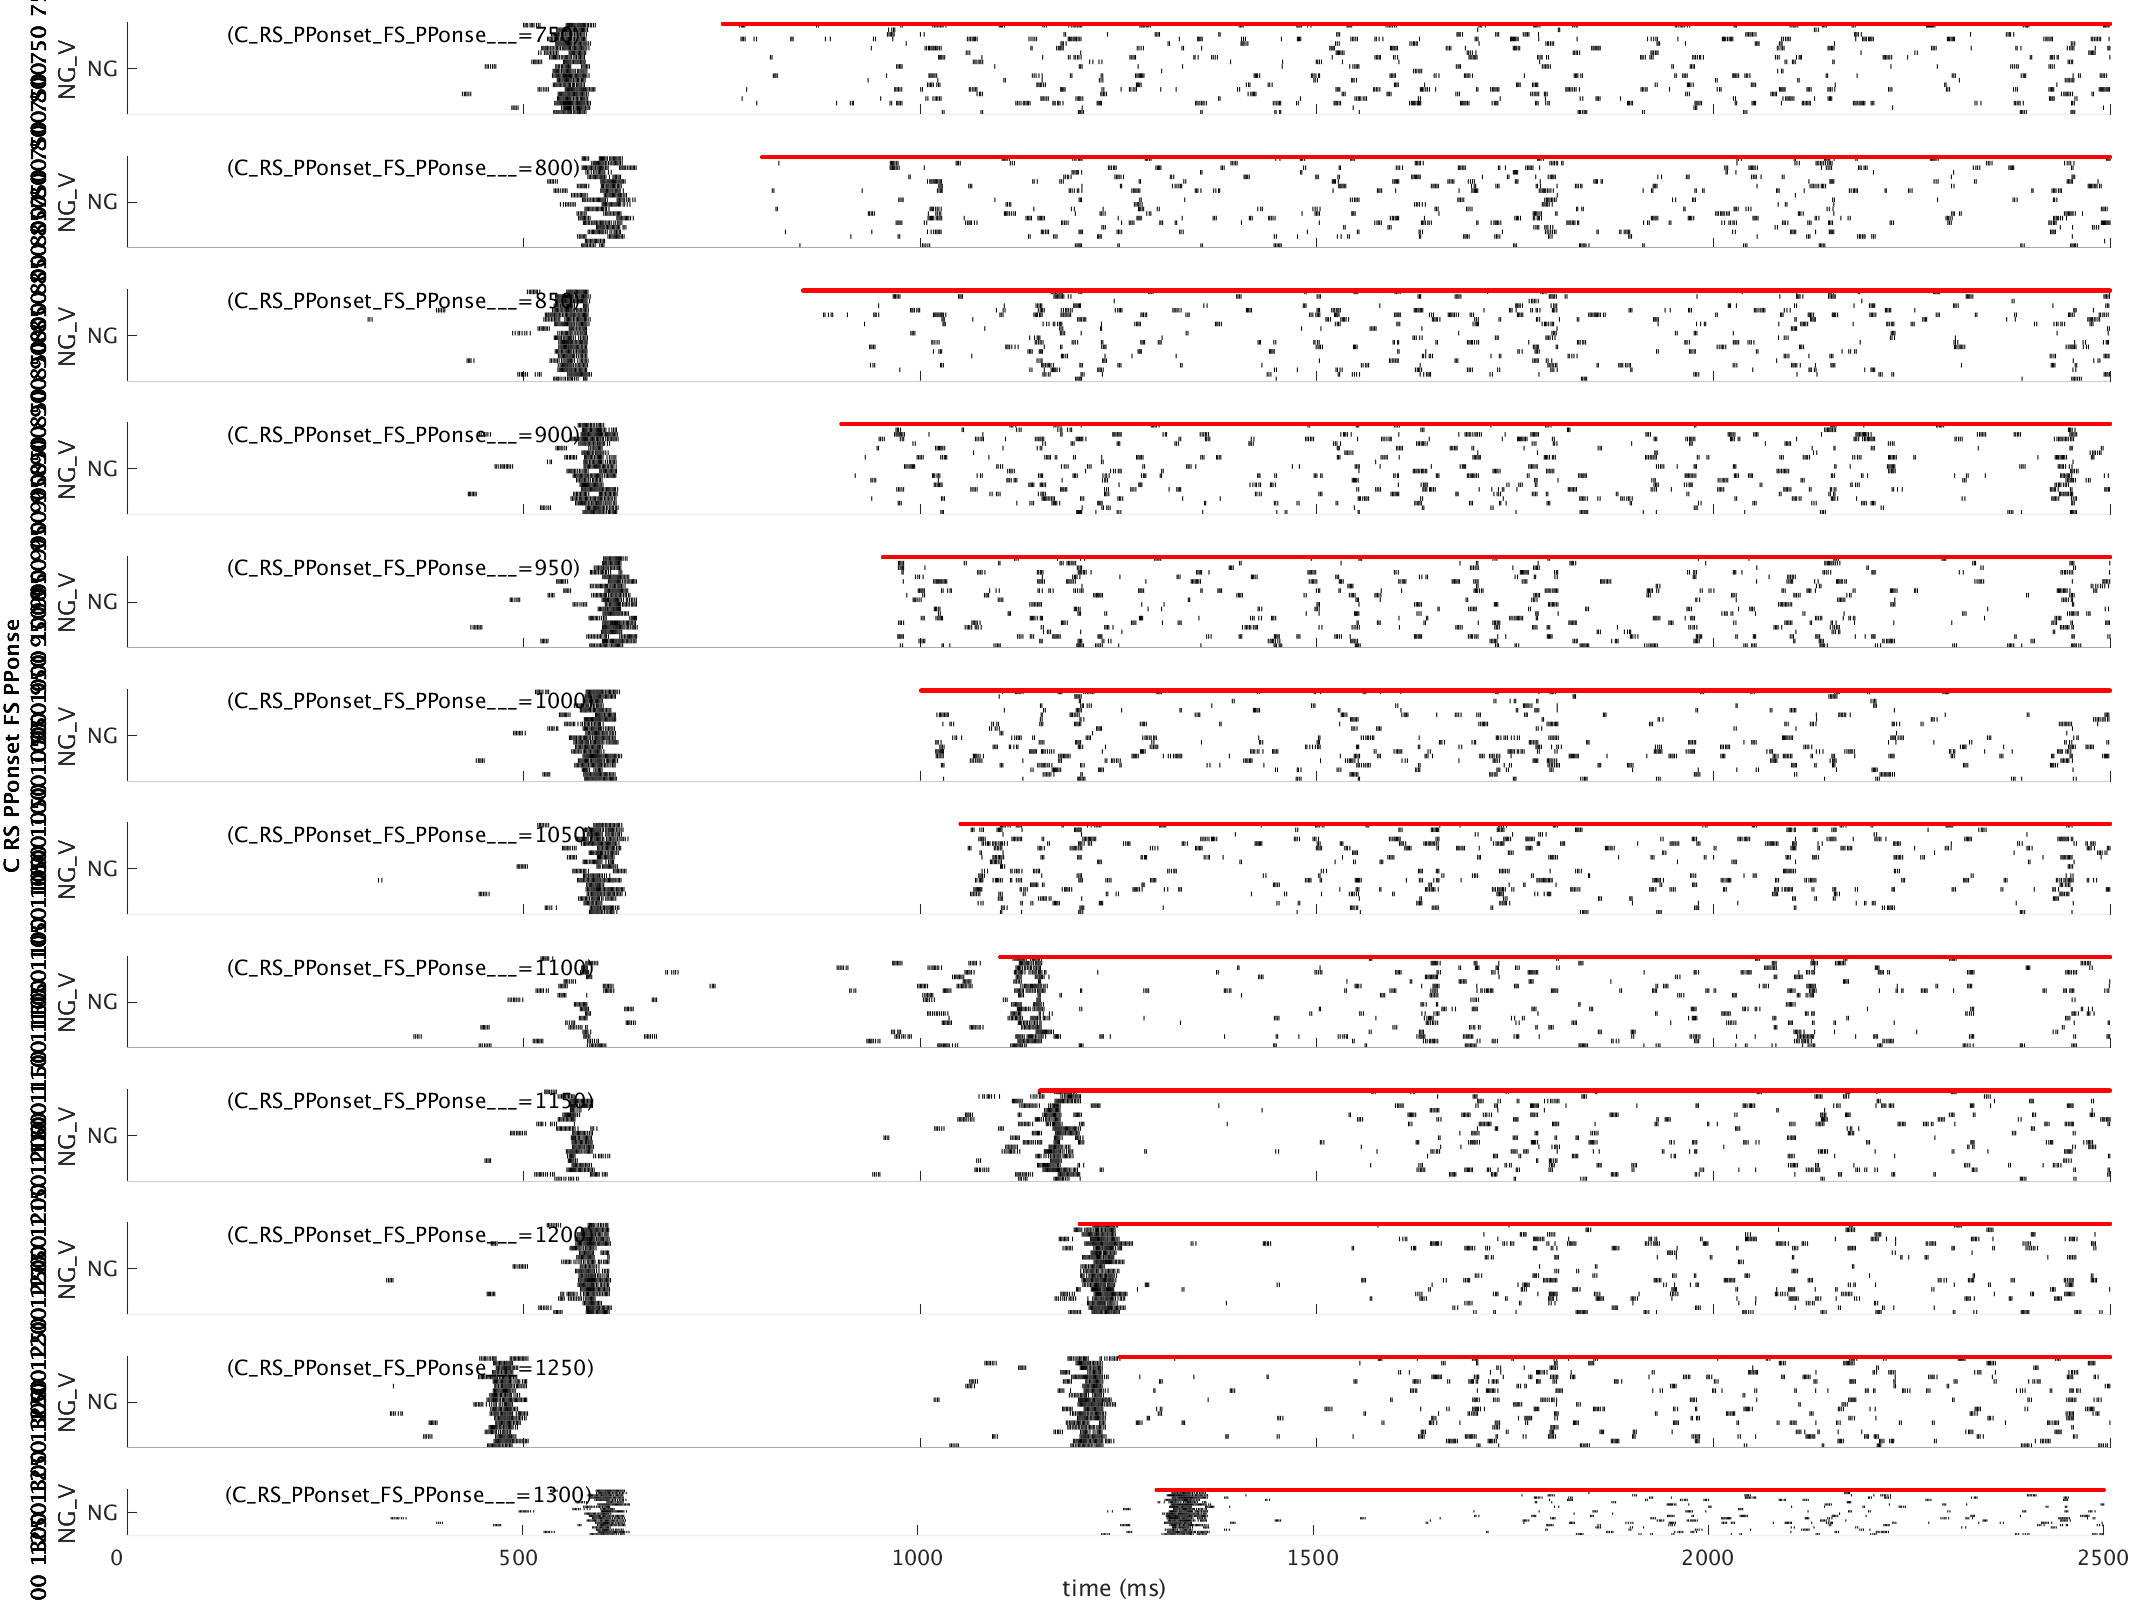 C RS PPonset FS PPonse
(C_RS_PPonset_FS_PPonse___=750)
NG_V
NG
(C_RS_PPonset_FS_PPonse___=800)
NG_V
NG
(C_RS_PPonset_FS_PPonse___=850)
NG_V
NG
(C_RS_PPonset_FS_PPonse___=900)
NG_V
NG
(C_RS_PPonset_FS_PPonse___=950)
NG_V
NG
(C_RS_PPonset_FS_PPonse___=1000)
NG_V
NG
(C_RS_PPonset_FS_PPonse___=1050)
NG_V
NG
(C_RS_PPonset_FS_PPonse___=1100)
NG_V
NG
(C_RS_PPonset_FS_PPonse___=1150)
NG_V
NG
(C_RS_PPonset_FS_PPonse___=1200)
NG_V
NG
(C_RS_PPonset_FS_PPonse___=1250)
NG_V
NG
(C_RS_PPonset_FS_PPonse___=1300)
NG_V
NG
0 500 1000 1500 2000 2500
time (ms)